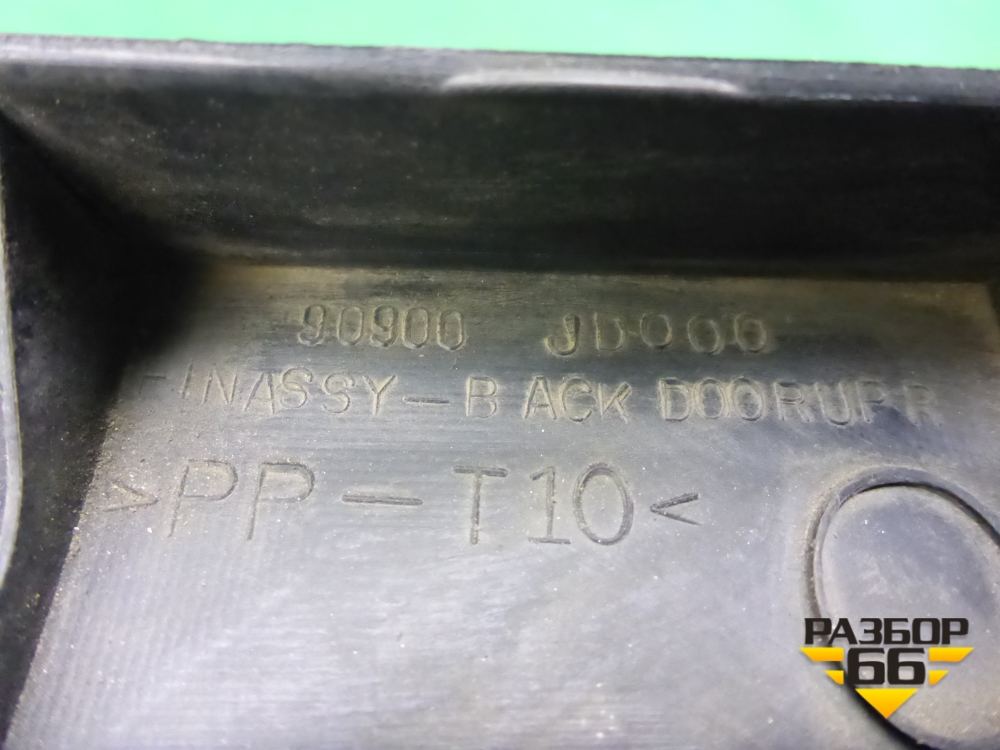 90900 JD000
FINASSY-BACK DOORUPR
>PP-T10<
РАЗБОР
66